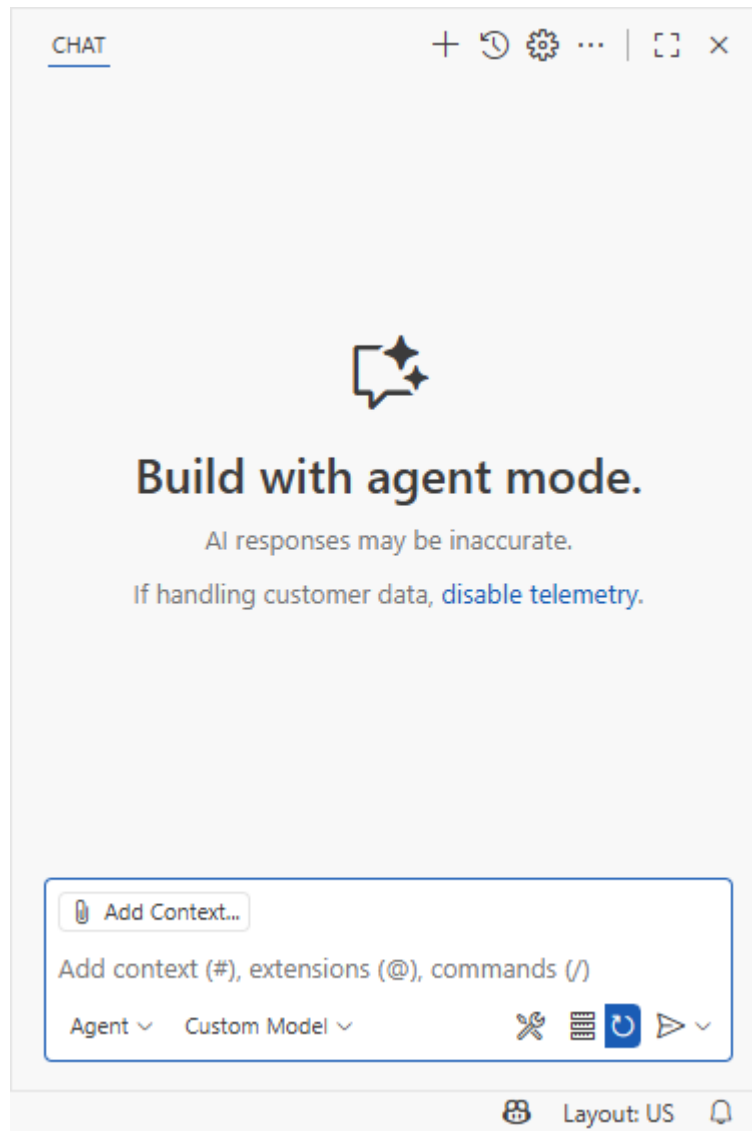 CHAT
Build with agent mode.
AI responses may be inaccurate.
If handling customer data, disable telemetry.
Add Context...
Add context (#), extensions (@), commands (/)
Agent Custom Model
Layout: US